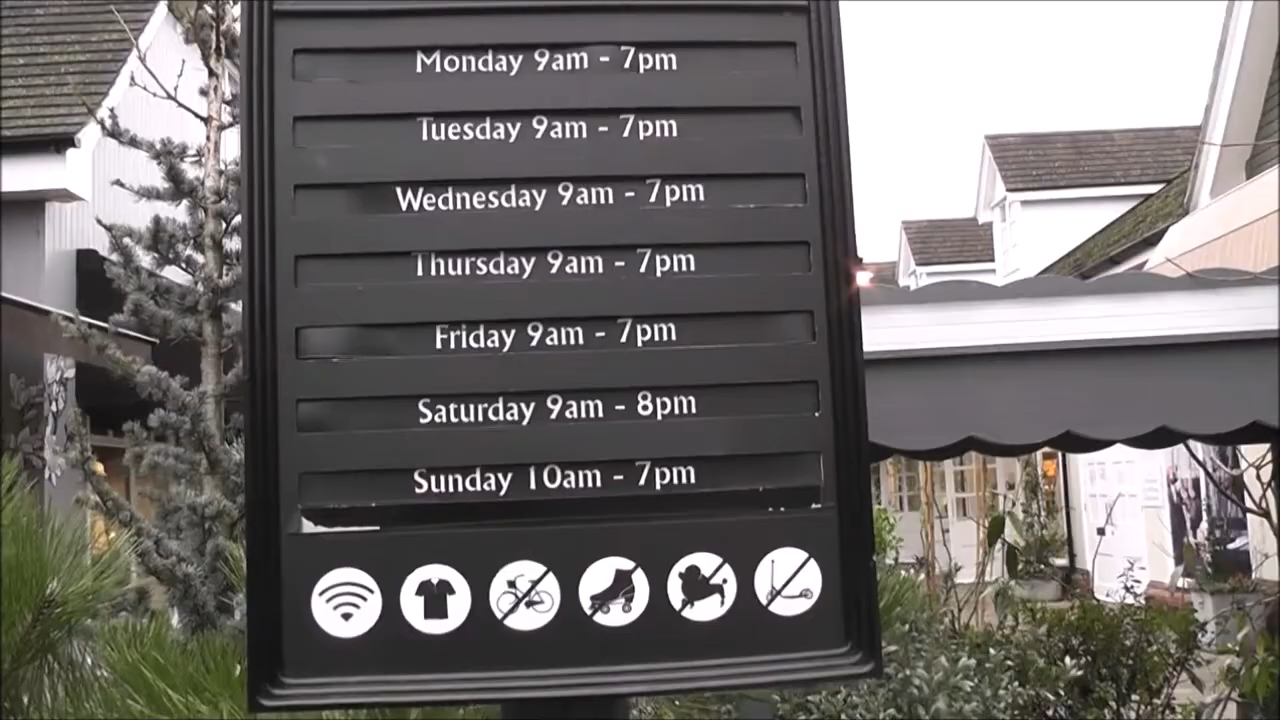 Monday 9am - 7pm
Tuesday 9am - 7pm
Wednesday 9am - 7pm
Thursday 9am - 7pm
Friday 9am - 7pm
Saturday 9am - 8pm
Sunday 10am - 7pm